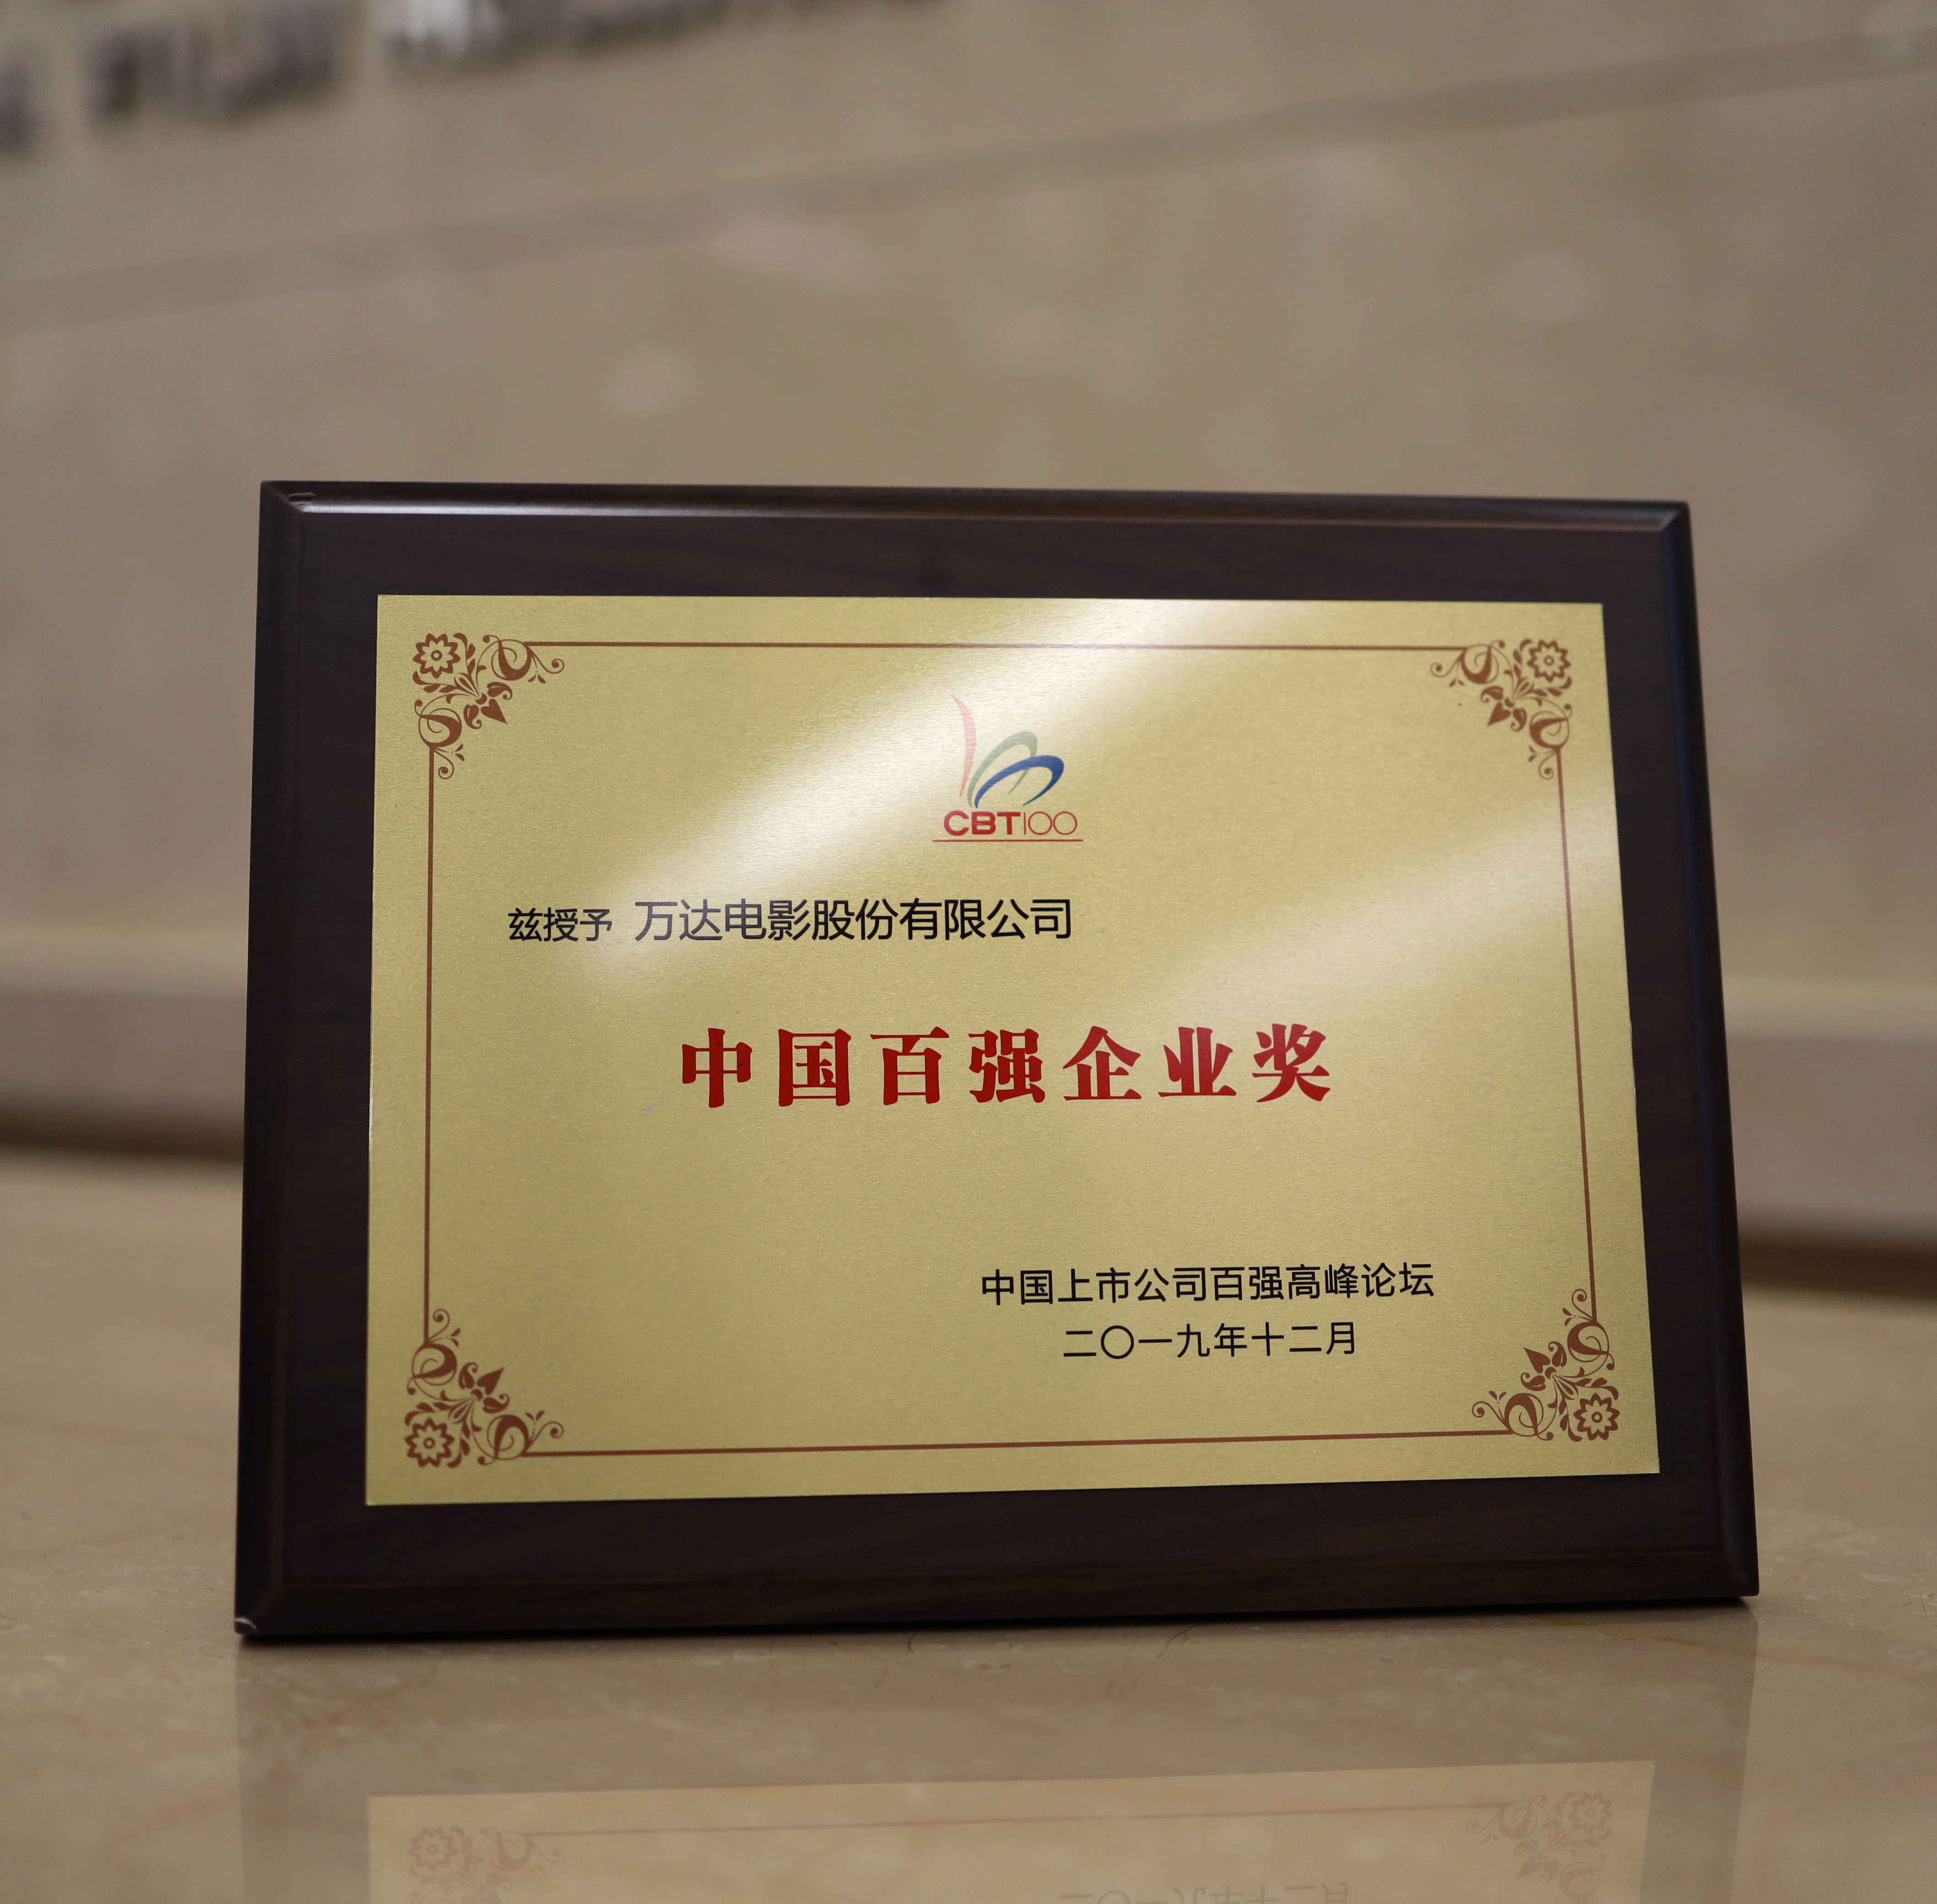 CBT100
兹授予 万达电影股份有限公司
中国百强企业奖
中国上市公司百强高峰论坛
二〇一九年十二月